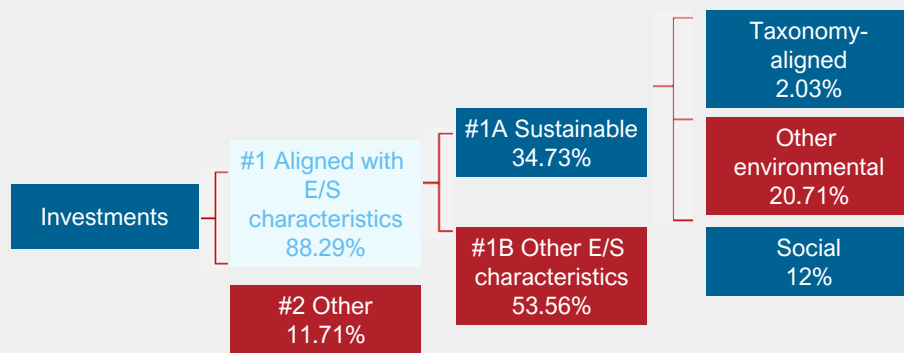 Investments
#1 Aligned with
E/S
characteristics
88.29%
#2 Other
11.71%
#1A Sustainable
34.73%
#1B Other E/S
characteristics
53.56%
Taxonomy-
aligned
2.03%
Other
environmental
20.71%
Social
12%